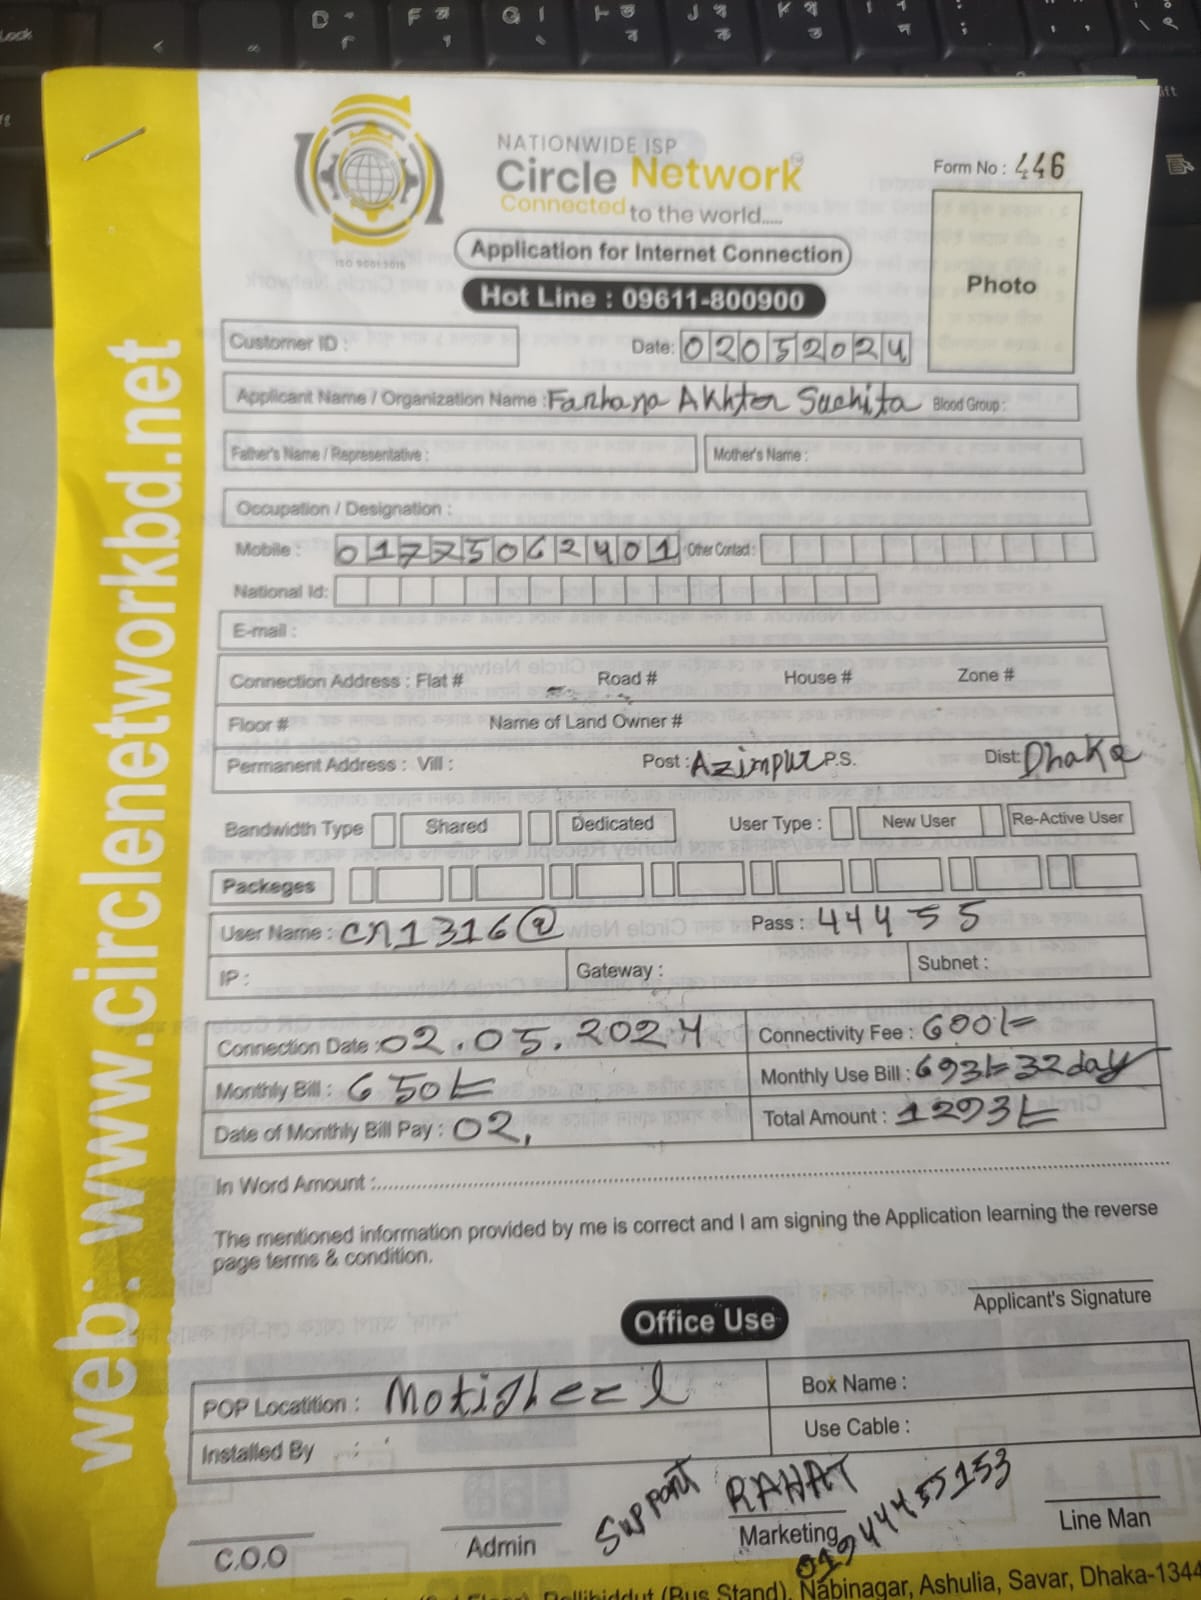 web: www.circlenetworkbd.net
NATIONWIDE ISP
Circle Network
Connected to the world.....
ISO 9001:2015
Form No : 446
Application for Internet Connection
Hot Line : 09611-800900
Photo
Customer ID :
Date: 02052024
Applicant Name / Organization Name : Farhana Akhter Suchita Blood Group :
Father's Name / Representative : Mother's Name :
Occupation / Designation :
Mobile : 01775062401 Other Contact :
National Id:
E-mail :
Connection Address : Flat # Road # House # Zone #
Floor # Name of Land Owner #
Permanent Address : Vill : Post : Azimpur P.S. Dist: Dhaka
Bandwidth Type Shared Dedicated User Type : New User Re-Active User
Packeges
User Name : cn1316@ Pass : 44455
IP : Gateway : Subnet :
Connection Date : 02.05.2024 Connectivity Fee : 600/=
Monthly Bill : 650/= Monthly Use Bill : 693/= 32 day
Date of Monthly Bill Pay : 02, Total Amount : 1293/=
In Word Amount :
The mentioned information provided by me is correct and I am signing the Application learning the reverse
page terms & condition.
Applicant's Signature
Office Use
POP Locatition : Motijheel Box Name :
Installed By : Use Cable :
Support RAHAT 01944455153
C.O.O Admin Marketing Line Man
(Bus Stand), Nabinagar, Ashulia, Savar, Dhaka-1344